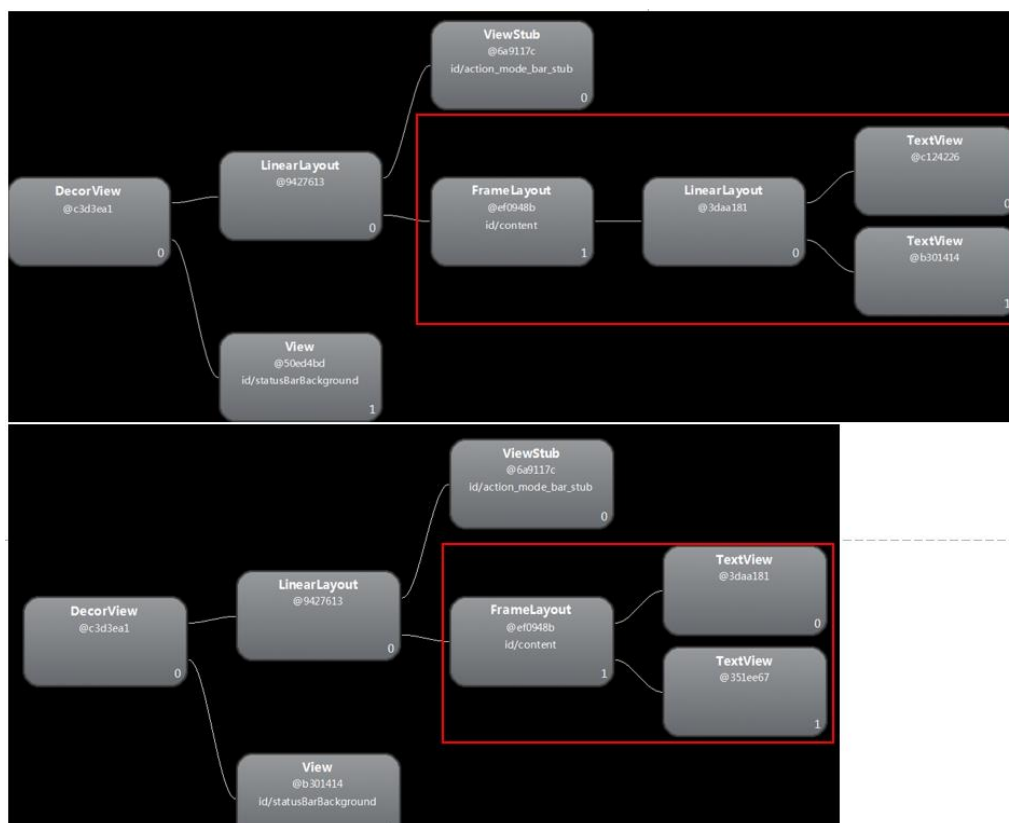 ViewStub
@6a9117c
id/action_mode_bar_stub
0
LinearLayout
@9427613
0
DecorView
@c3d3ea1
0
FrameLayout
@ef0948b
id/content
1
LinearLayout
@3daa181
0
TextView
@c124226
0
TextView
@b301414
1
View
@50ed4bd
id/statusBarBackground
1
ViewStub
@6a9117c
id/action_mode_bar_stub
0
LinearLayout
@9427613
0
DecorView
@c3d3ea1
0
FrameLayout
@ef0948b
id/content
1
TextView
@3daa181
0
TextView
@351ee67
1
View
@b301414
id/statusBarBackground